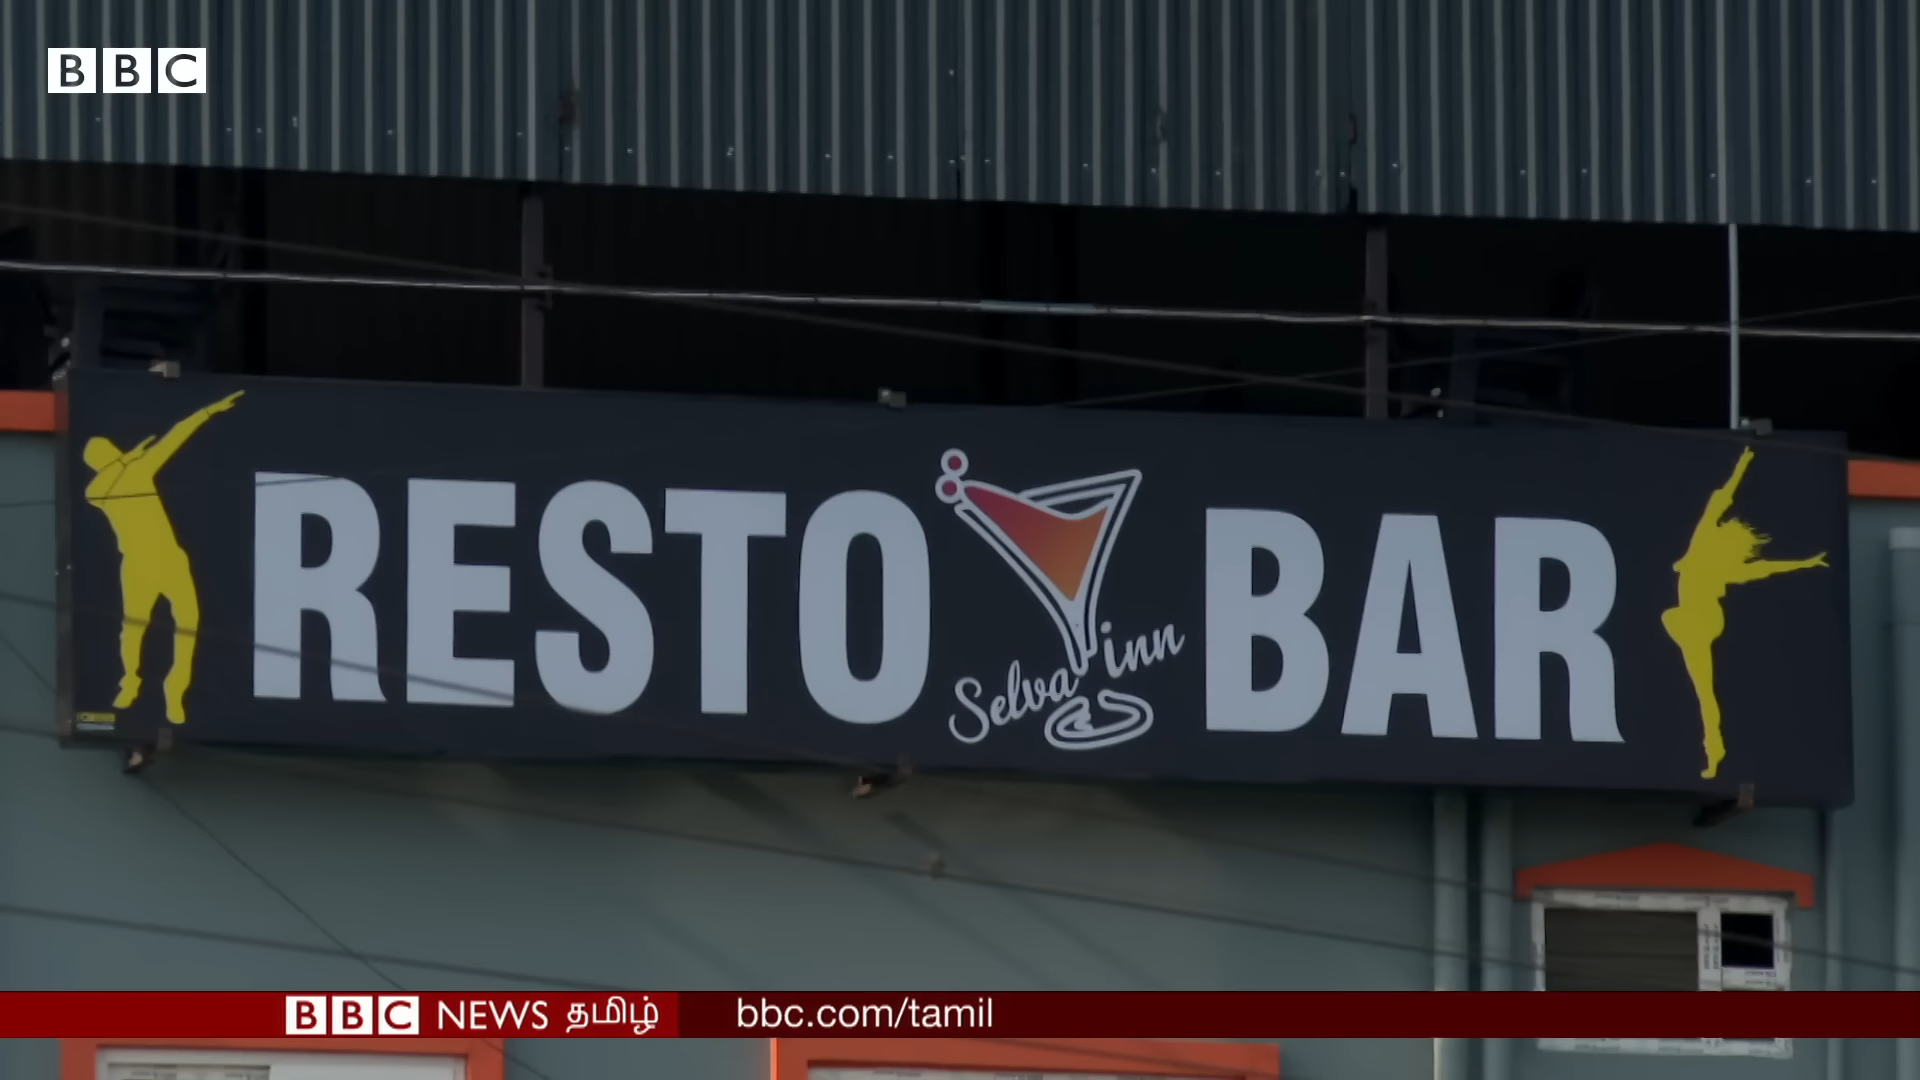 BBC
RESTO BAR
Selva inn
BBC NEWS தமிழ் bbc.com/tamil